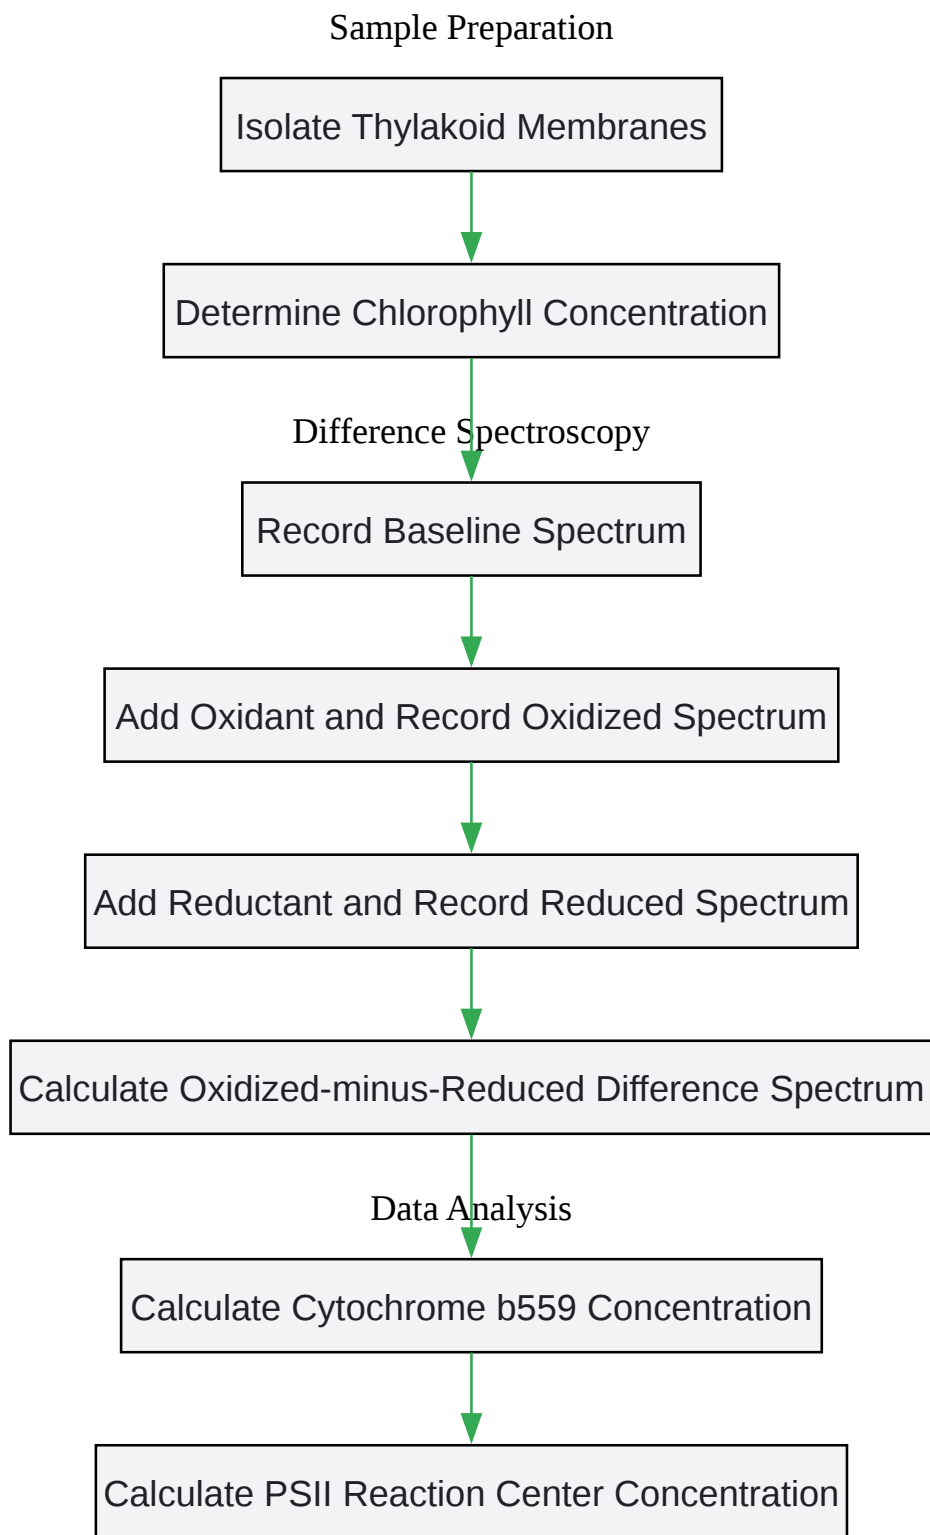 Sample Preparation
Isolate Thylakoid Membranes
Determine Chlorophyll Concentration
Difference Spectroscopy
Record Baseline Spectrum
Add Oxidant and Record Oxidized Spectrum
Add Reductant and Record Reduced Spectrum
Calculate Oxidized-minus-Reduced Difference Spectrum
Data Analysis
Calculate Cytochrome b559 Concentration
Calculate PSII Reaction Center Concentration